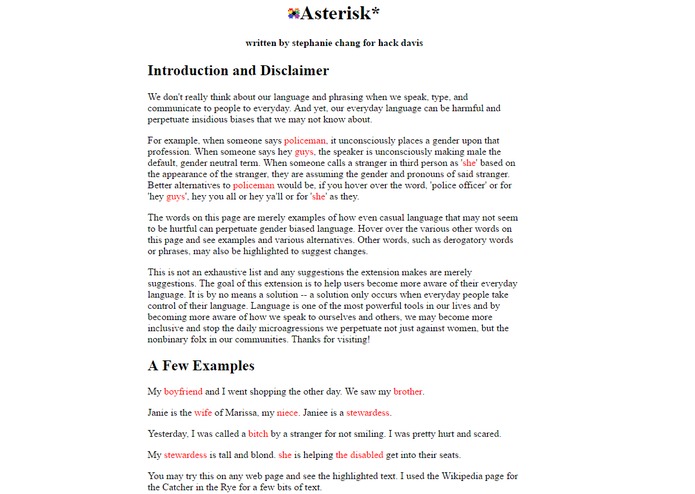 Asterisk*
written by stephanie chang for hack davis
Introduction and Disclaimer
We don't really think about our language and phrasing when we speak, type, and
communicate to people to everyday. And yet, our everyday language can be harmful and
perpetuate insidious biases that we may not know about.
For example, when someone says policeman, it unconsciously places a gender upon that
profession. When someone says hey guys, the speaker is unconsciously making male the
default, gender neutral term. When someone calls a stranger in third person as 'she' based on
the appearance of the stranger, they are assuming the gender and pronouns of said stranger.
Better alternatives to policeman would be, if you hover over the word, 'police officer' or for
'hey guys', hey you all or hey ya'll or for 'she' as they.
The words on this page are merely examples of how even casual language that may not seem
to be hurtful can perpetuate gender biased language. Hover over the various other words on
this page and see examples and various alternatives. Other words, such as derogatory words
or phrases, may also be highlighted to suggest changes.
This is not an exhaustive list and any suggestions the extension makes are merely
suggestions. The goal of this extension is to help users become more aware of their everyday
language. It is by no means a solution -- a solution only occurs when everyday people take
control of their language. Language is one of the most powerful tools in our lives and by
becoming more aware of how we speak to ourselves and others, we may become more
inclusive and stop the daily microagressions we perpetuate not just against women, but the
nonbinary folx in our communities. Thanks for visiting!
A Few Examples
My boyfriend and I went shopping the other day. We saw my brother.
Janie is the wife of Marissa, my niece. Janiee is a stewardess.
Yesterday, I was called a bitch by a stranger for not smiling. I was pretty hurt and scared.
My stewardess is tall and blond. she is helping the disabled get into their seats.
You may try this on any web page and see the highlighted text. I used the Wikipedia page for
the Catcher in the Rye for a few bits of text.